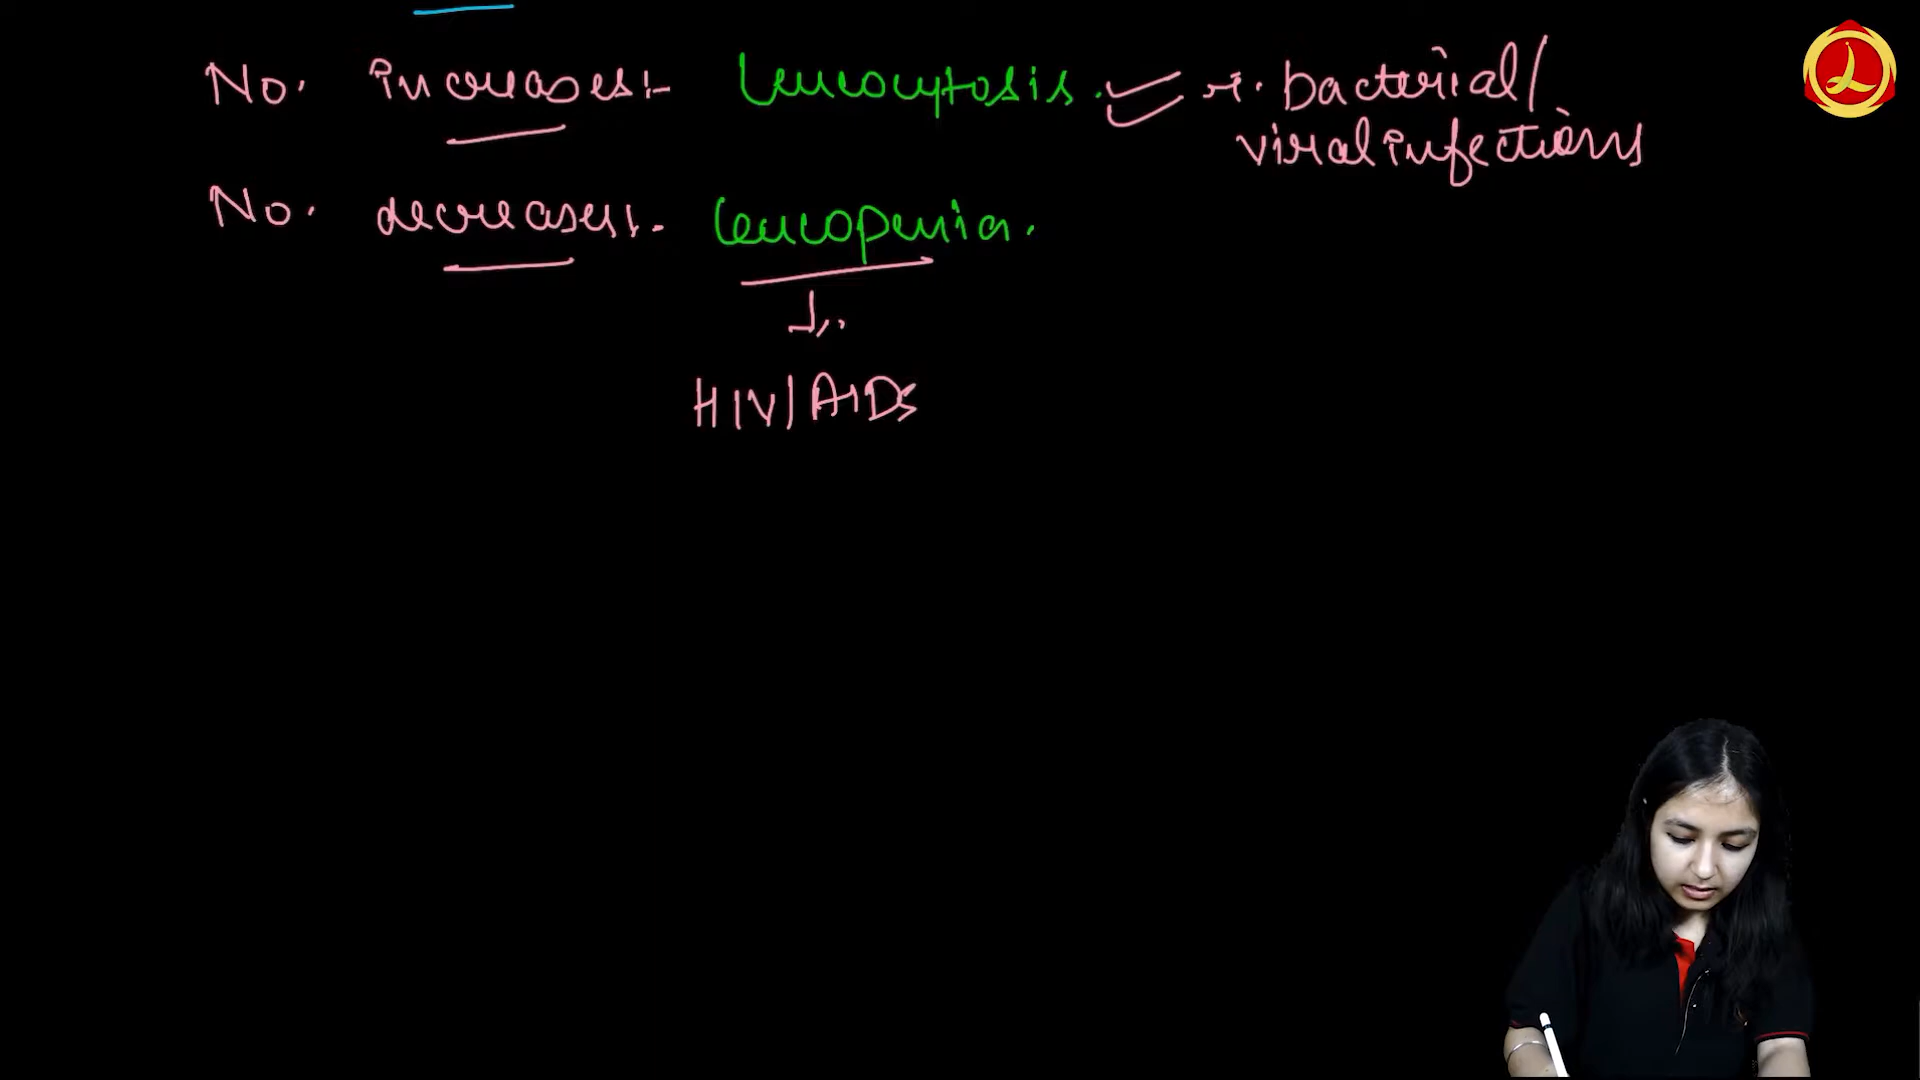 No. increases:- Leucocytosis. → bacterial/
viral infections
No. decreases:- leucopenia.
↓
HIV/AIDS